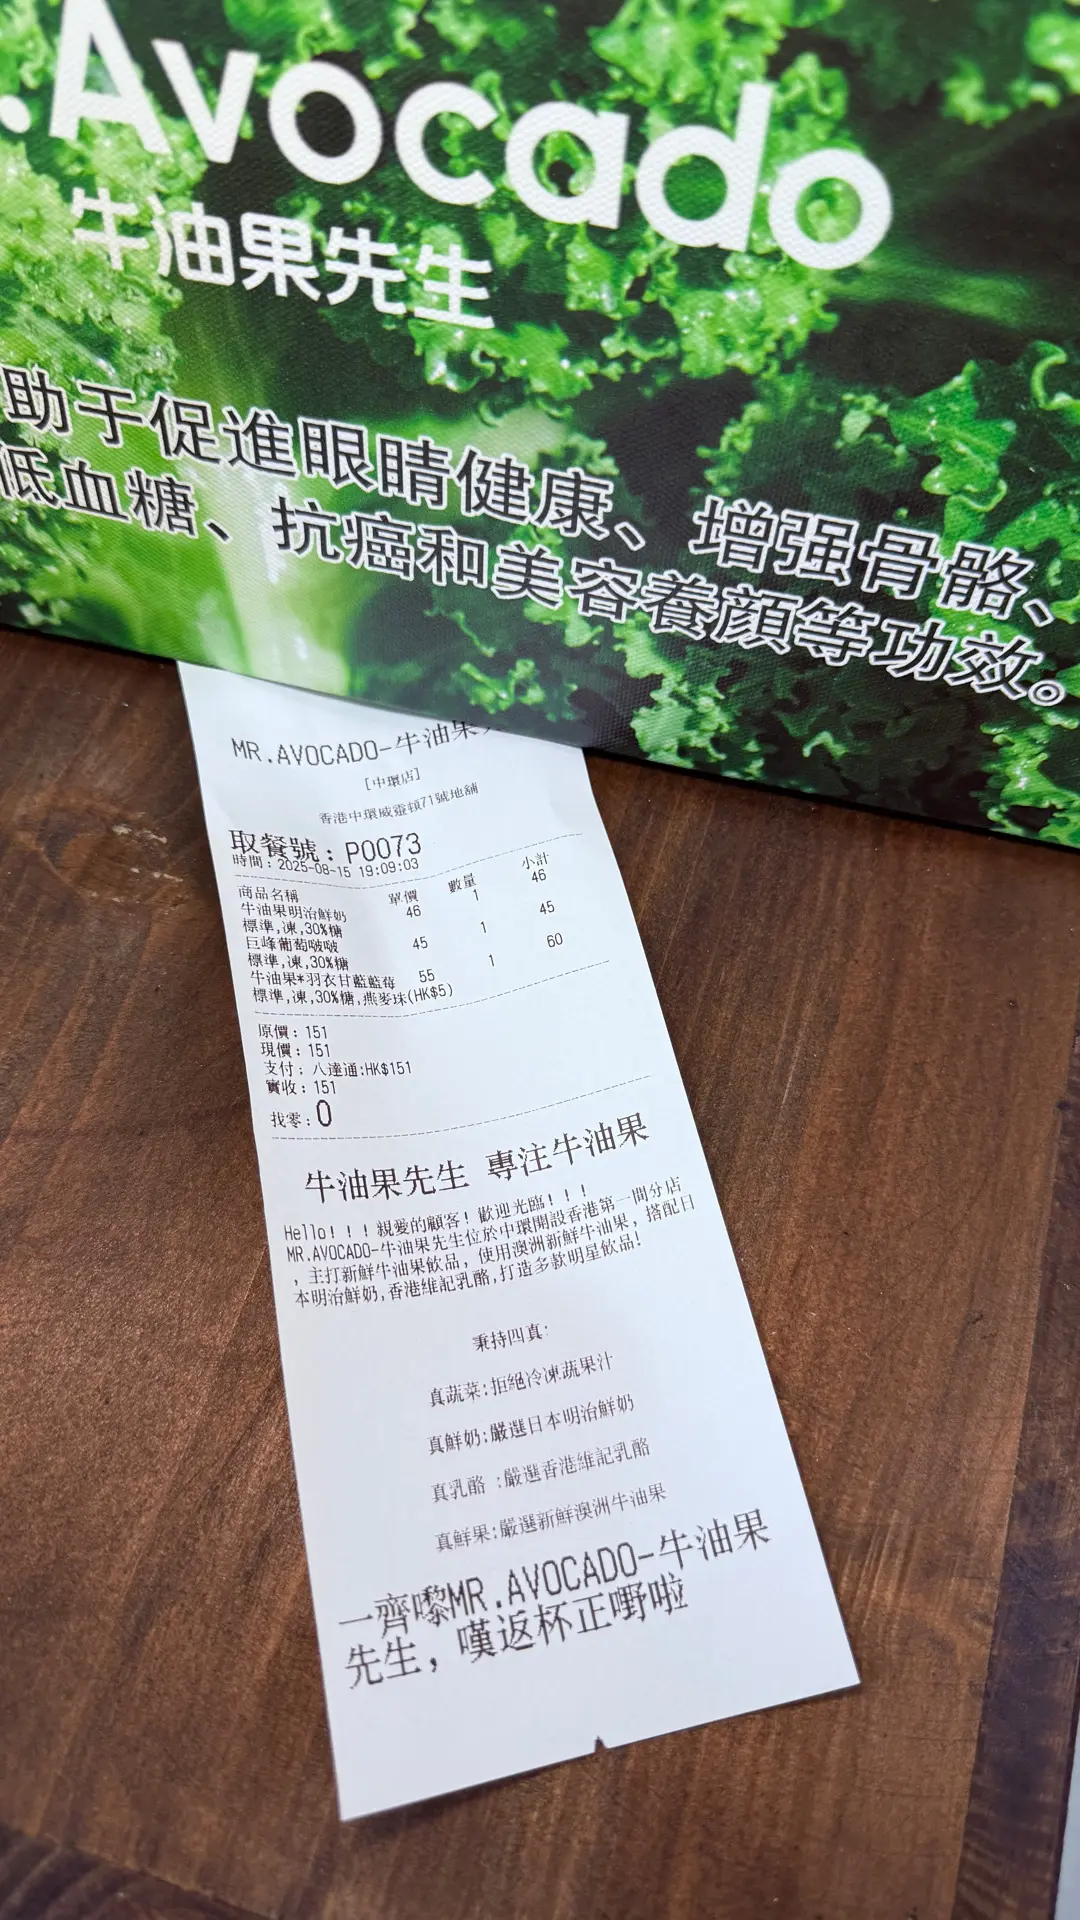 .Avocado
牛油果先生
助于促進眼睛健康、增强骨骼、
低血糖、抗癌和美容養顔等功效。
MR.AVOCADO-牛油果
[中環店]
香港中環威靈頓71號地舖
取餐號：P0073
時間：2025-08-15 19:09:03
商品名稱 單價 數量 小計
牛油果明治鮮奶 46 1 46
標準,凍,30%糖
巨峰葡萄啵啵 45 1 45
標準,凍,30%糖
牛油果*羽衣甘藍藍莓 55 1 60
標準,凍,30%糖,燕麥珠(HK$5)
原價：151
現價：151
支付：八達通:HK$151
實收：151
找零：0
牛油果先生 專注牛油果
Hello！！！親愛的顧客！歡迎光臨！！！
MR.AVOCADO-牛油果先生位於中環開設香港第一間分店
，主打新鮮牛油果飲品，使用澳洲新鮮牛油果，搭配日
本明治鮮奶,香港維記乳酪,打造多款明星飲品!
秉持四真:
真蔬菜:拒絕冷凍蔬果汁
真鮮奶:嚴選日本明治鮮奶
真乳酪 :嚴選香港維記乳酪
真鮮果:嚴選新鮮澳洲牛油果
一齊嚟MR.AVOCADO-牛油果
先生，嘆返杯正嘢啦